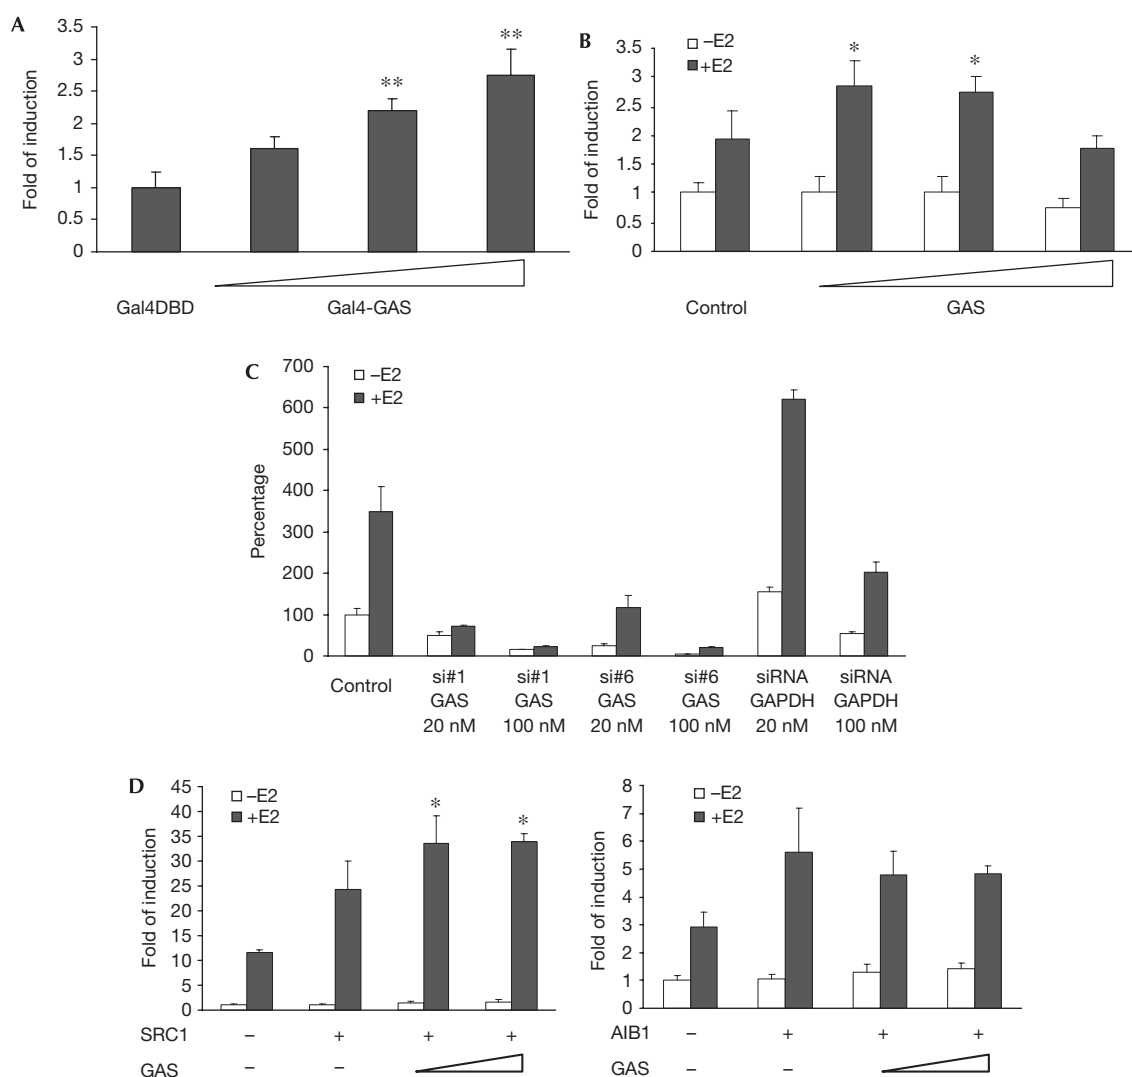 A
Fold of induction
3.5
3
2.5
2
1.5
1
0.5
0
**
**
Gal4DBD
Gal4-GAS
B
Fold of induction
3.5
3
2.5
2
1.5
1
0.5
0
–E2
+E2
*
*
Control
GAS
C
Percentage
700
600
500
400
300
200
100
0
–E2
+E2
Control
si#1 GAS 20 nM
si#1 GAS 100 nM
si#6 GAS 20 nM
si#6 GAS 100 nM
siRNA GAPDH 20 nM
siRNA GAPDH 100 nM
D
Fold of induction
45
40
35
30
25
20
15
10
5
0
–E2
+E2
*
*
SRC1 – + + +
GAS – –
Fold of induction
8
7
6
5
4
3
2
1
0
–E2
+E2
AIB1 – + + +
GAS – –